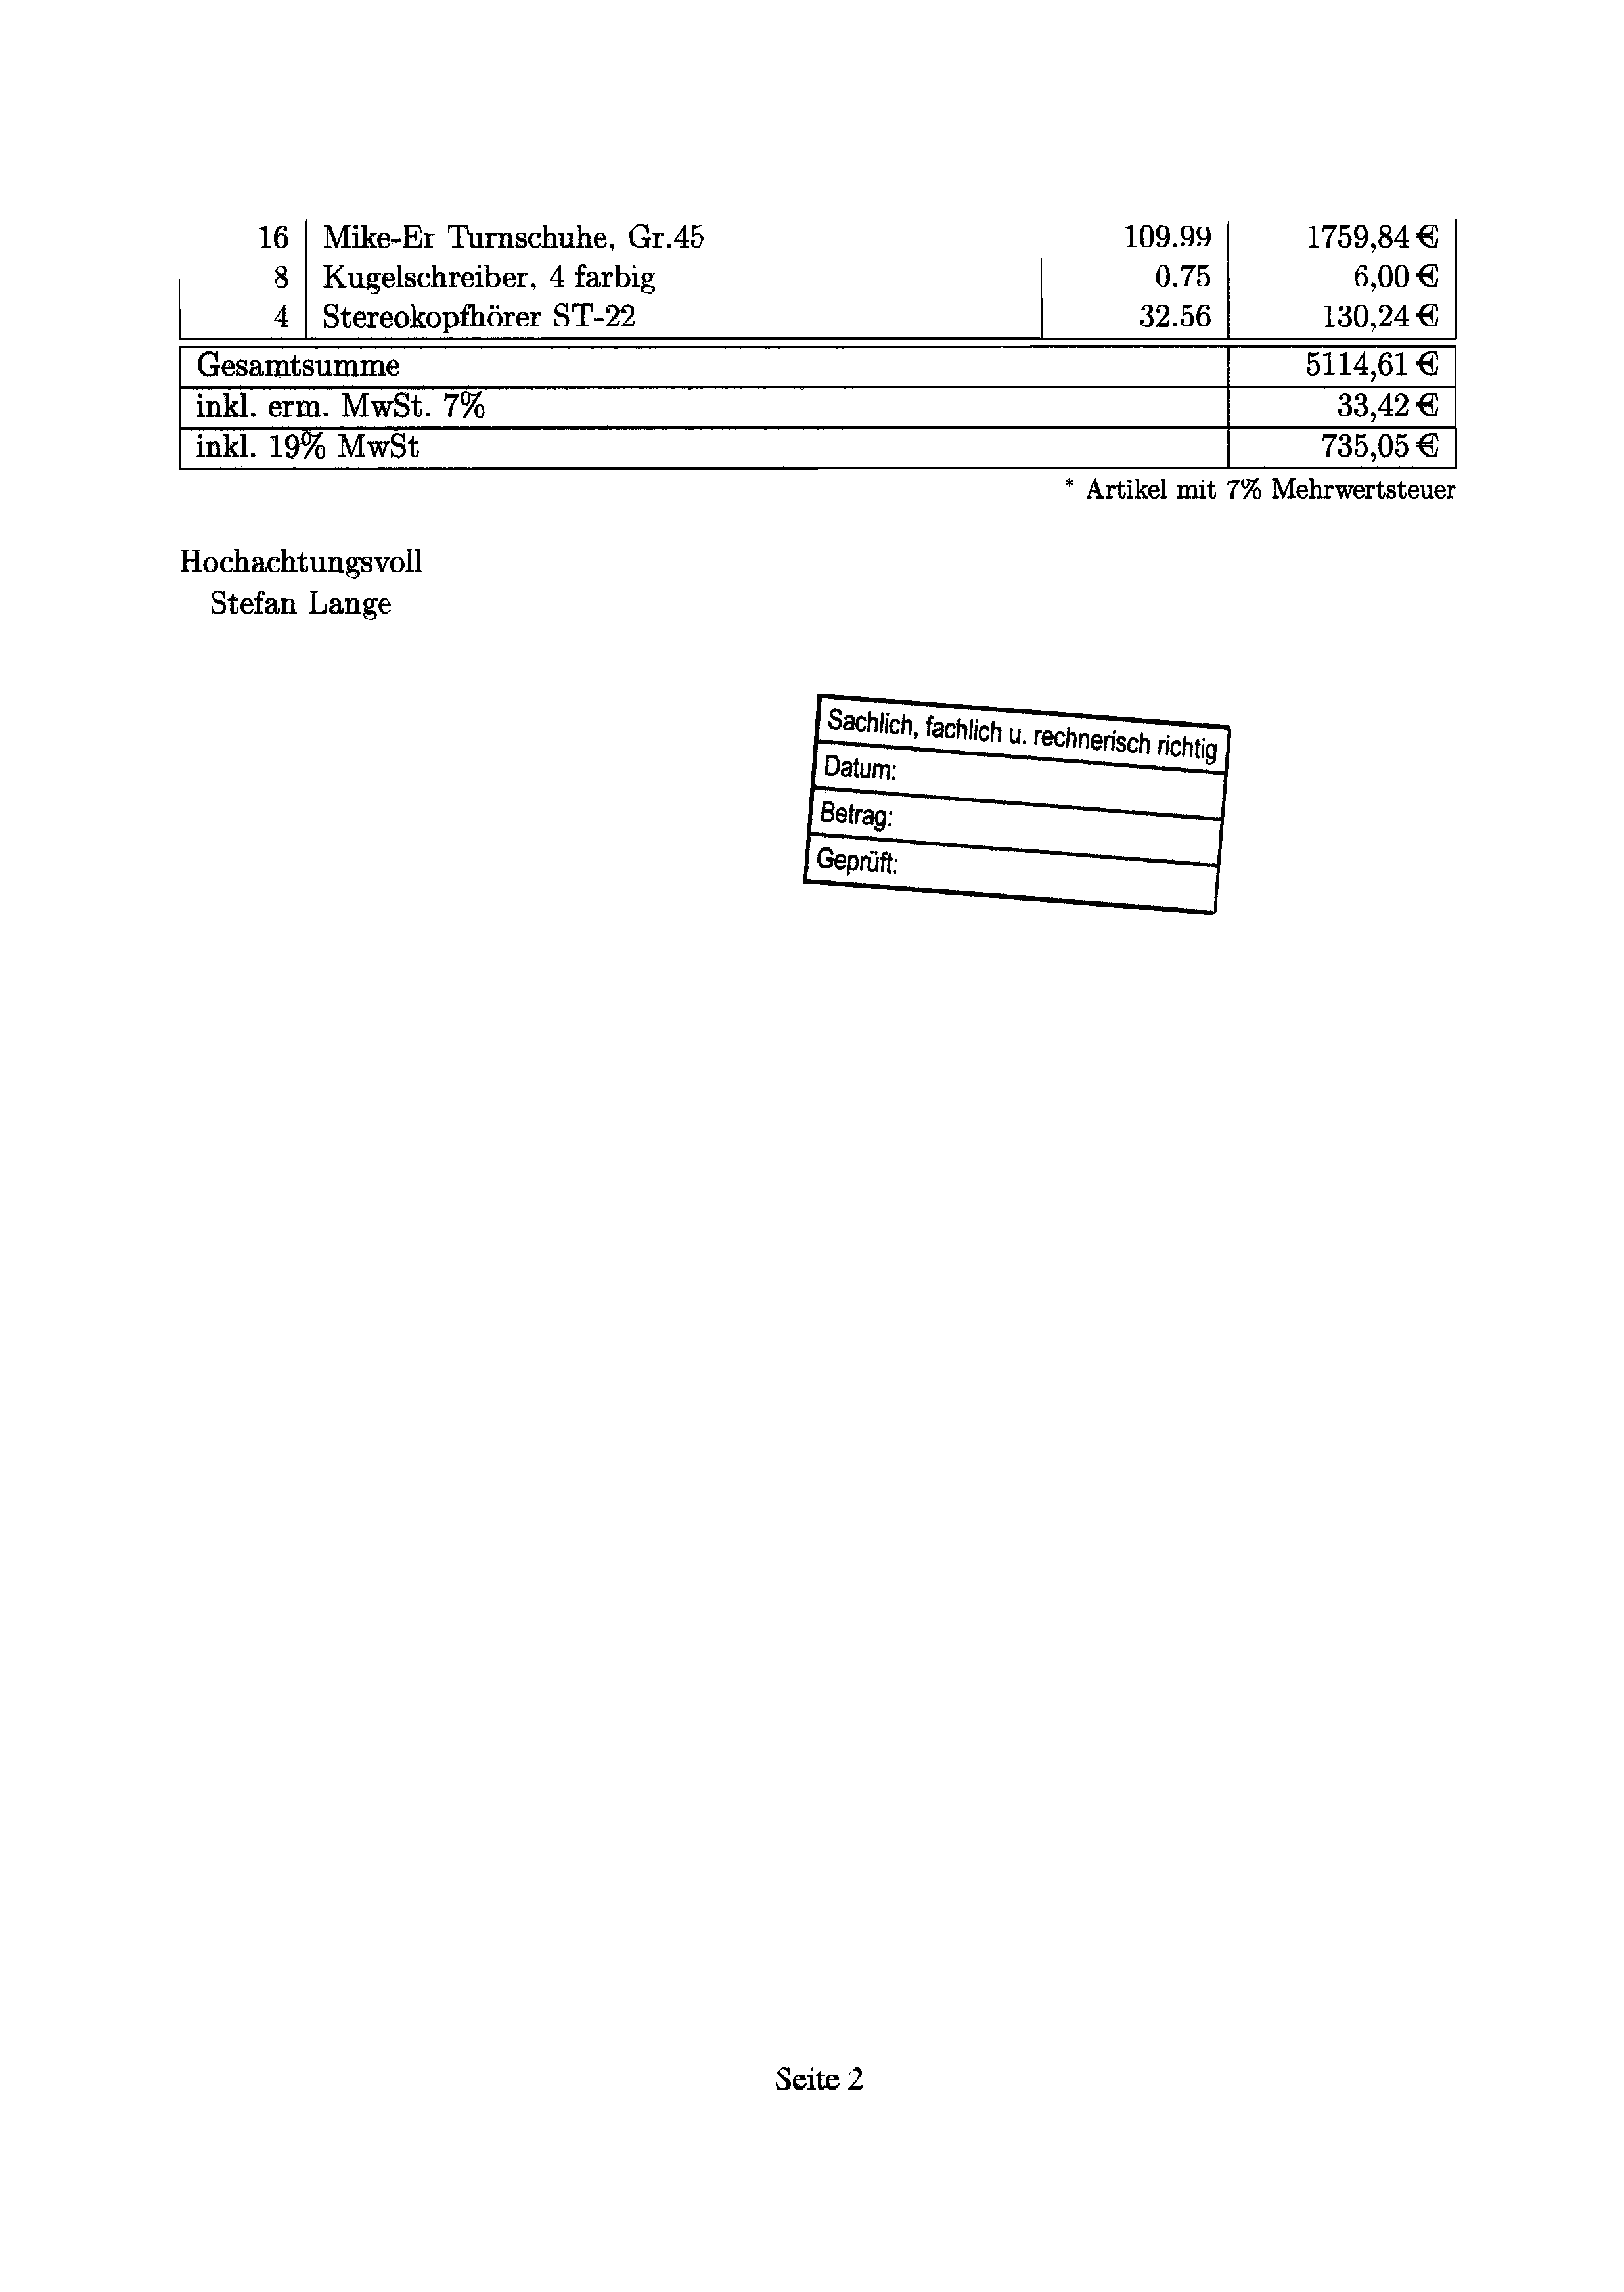 16 Mike-Er Turnschuhe, Gr.45 109.99 1759,84 €
8 Kugelschreiber, 4 farbig 0.75 6,00 €
4 Stereokopfhörer ST-22 32.56 130,24 €
Gesamtsumme 5114,61 €
inkl. erm. MwSt. 7% 33,42 €
inkl. 19% MwSt 735,05 €
* Artikel mit 7% Mehrwertsteuer
Hochachtungsvoll
Stefan Lange
Sachlich, fachlich u. rechnerisch richtig
Datum:
Betrag:
Geprüft:
Seite 2